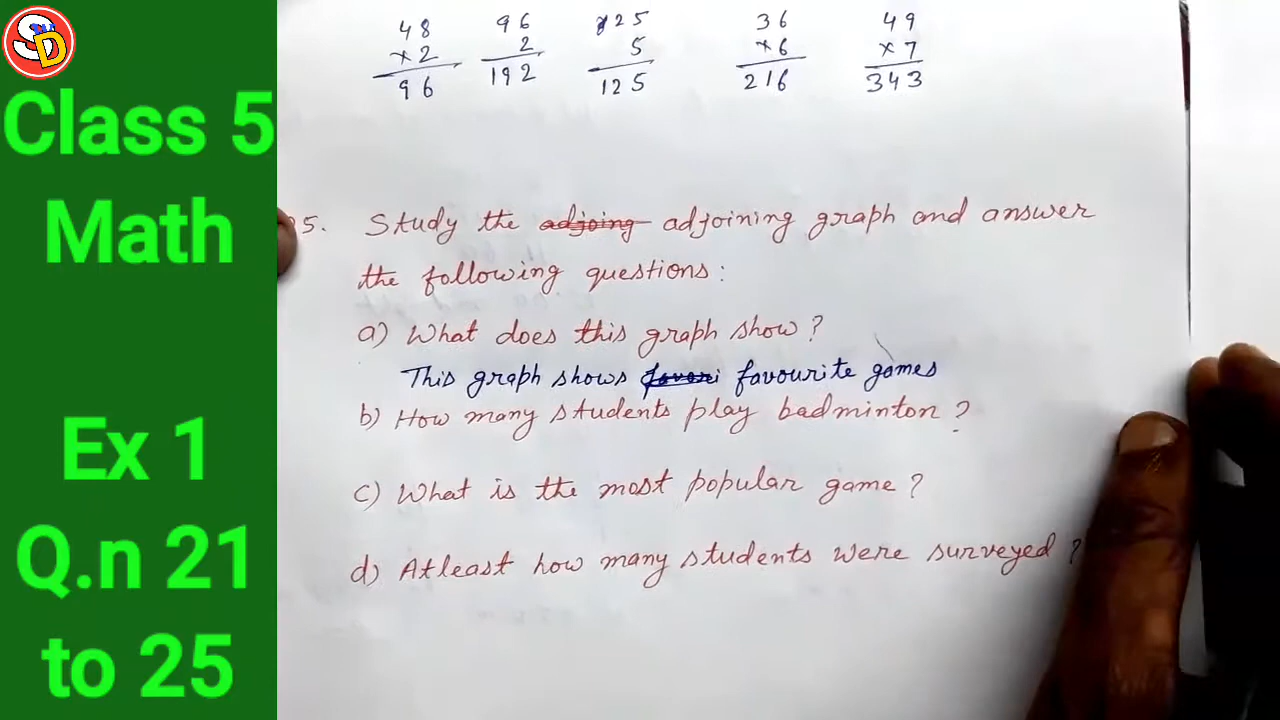 SMD
Class 5
Math
Ex 1
Q.n 21
to 25
48 96 125 36 49
×2 2 5 ×6 ×7
96 192 125 216 343
5. Study the adjoing adjoining graph and answer
the following questions:
a) What does this graph show?
This graph shows favouri favourite games
b) How many students play badminton?
c) What is the most popular game?
d) Atleast how many students were surveyed?